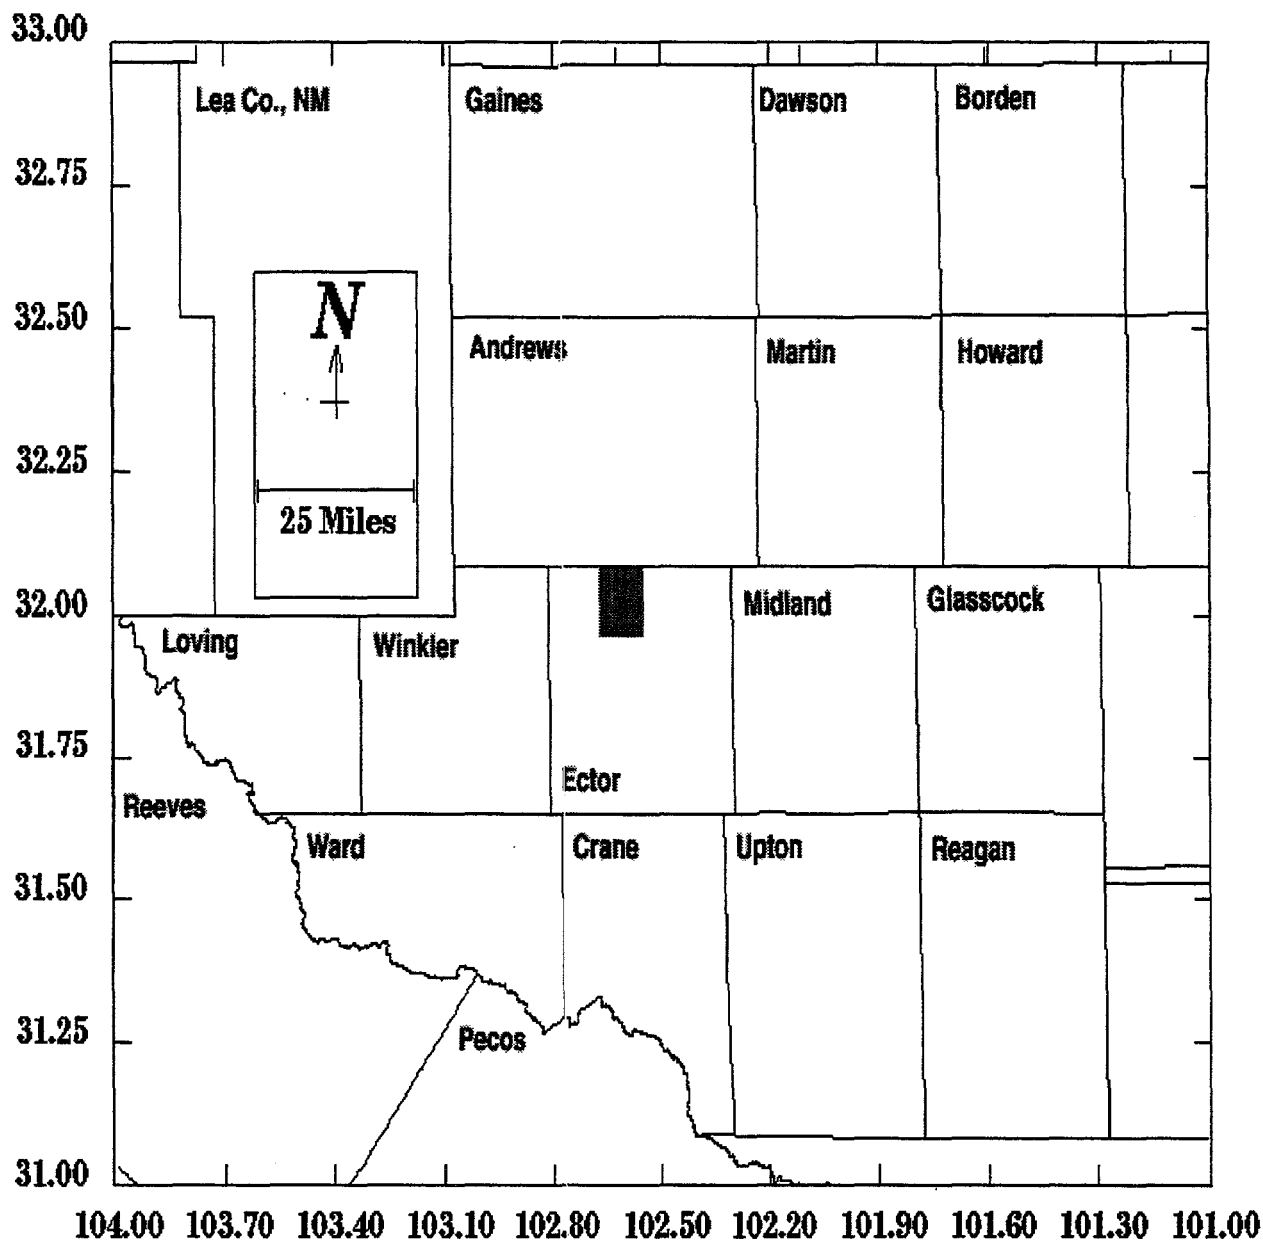 33.00
Lea Co., NM Gaines Dawson Borden
32.75
N
32.50
Andrews Martin Howard
32.25
25 Miles
32.00
Midland Glasscock
Loving Winkler
31.75
Ector
Reeves
Ward Crane Upton Reagan
31.50
31.25
Pecos
31.00
104.00 103.70 103.40 103.10 102.80 102.50 102.20 101.90 101.60 101.30 101.00